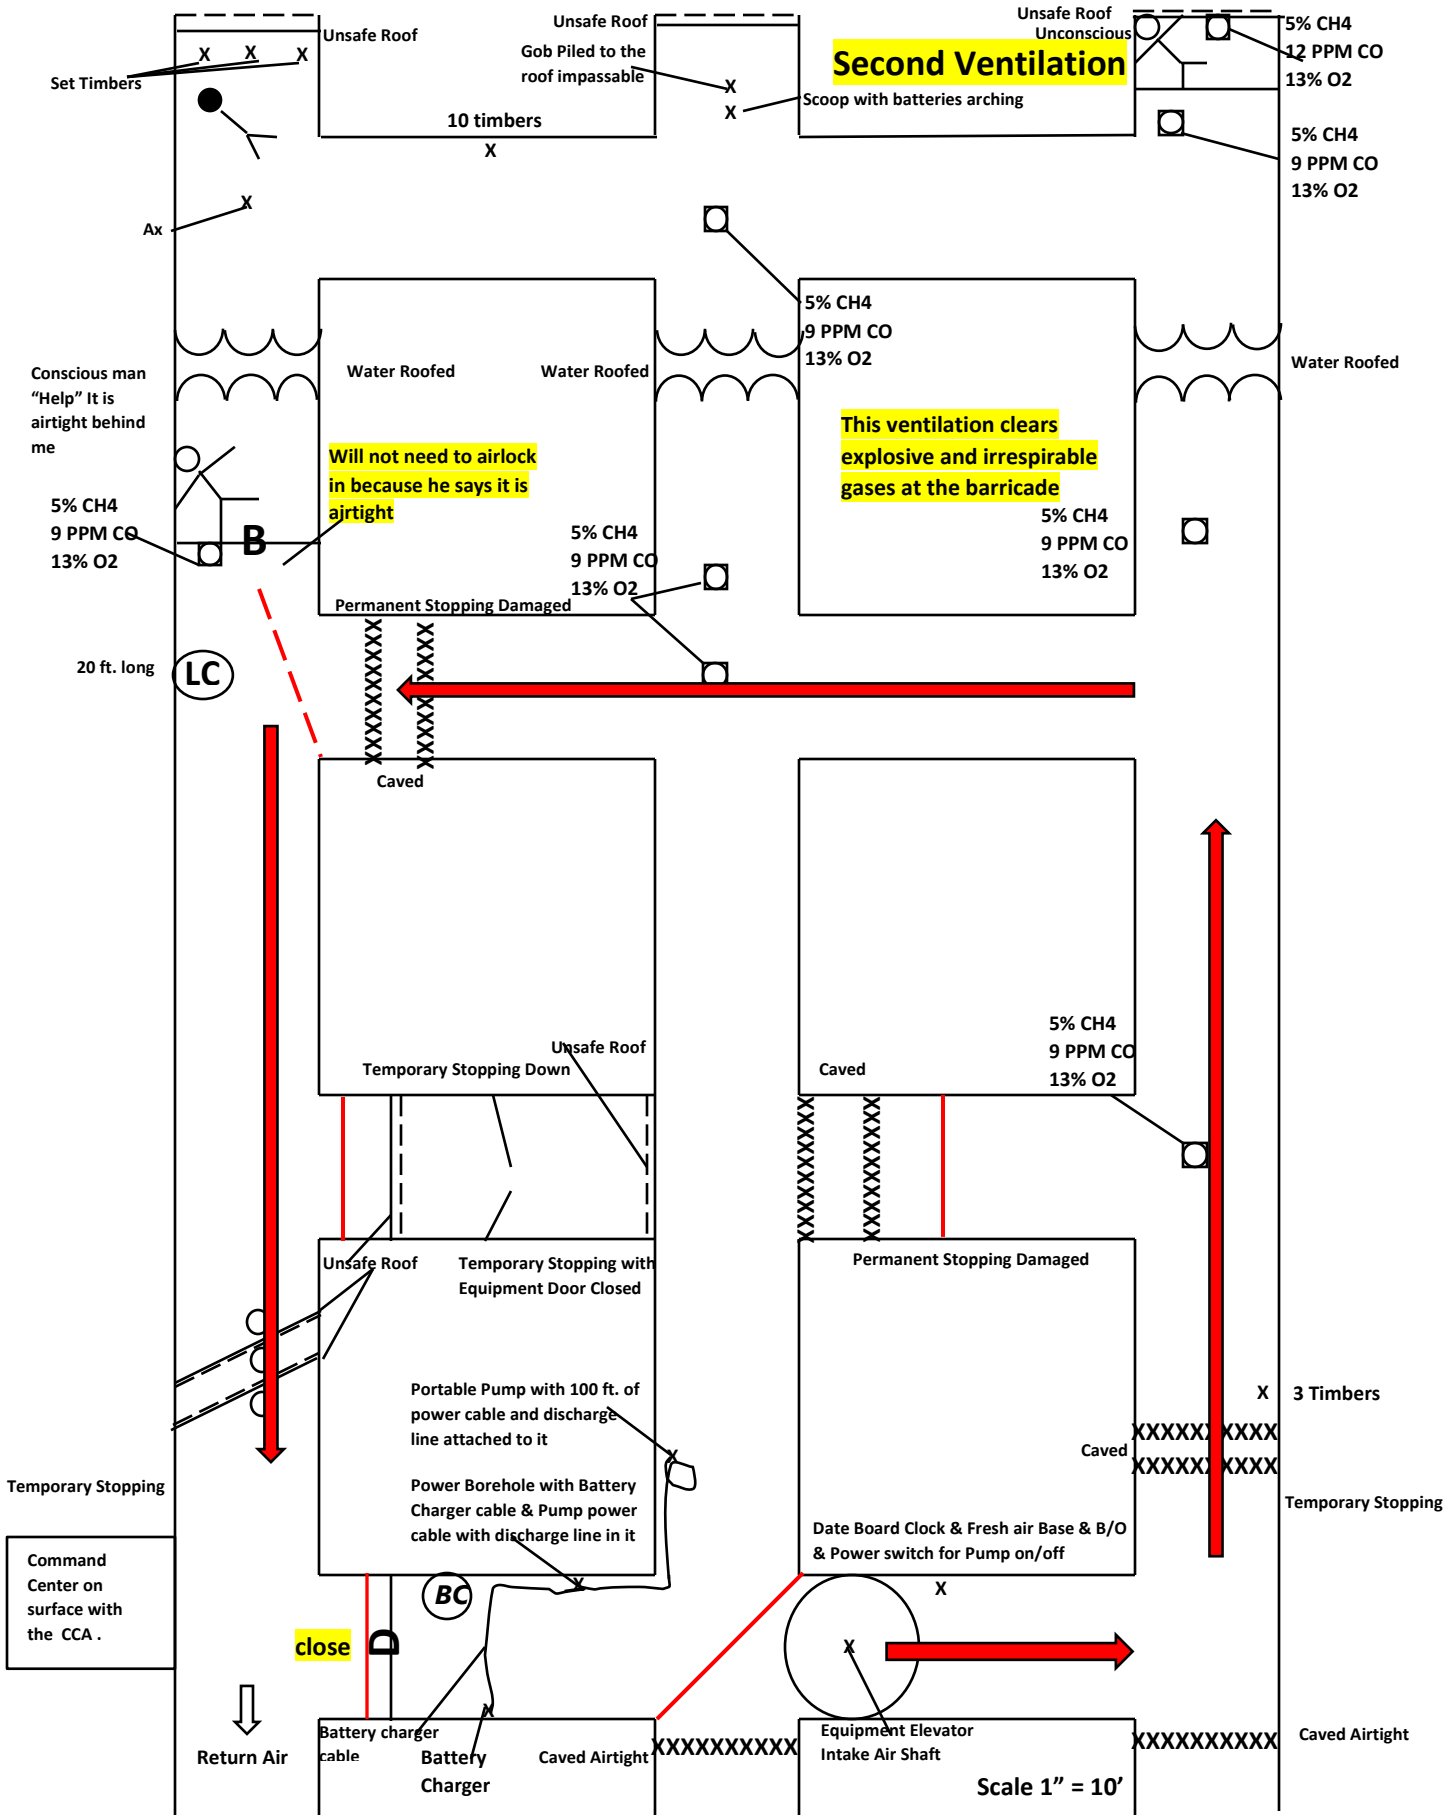 Unsafe Roof
Unsafe Roof
Unsafe Roof
Unconscious
5% CH4
12 PPM CO
13% O2
Set Timbers
X X X
Gob Piled to the
roof impassable
X
X
Second Ventilation
Scoop with batteries arching
10 timbers
X
5% CH4
9 PPM CO
13% O2
Ax
X
5% CH4
9 PPM CO
13% O2
Water Roofed
Water Roofed
Water Roofed
Conscious man
“Help” It is
airtight behind
me
Will not need to airlock
in because he says it is
airtight
This ventilation clears
explosive and irrespirable
gases at the barricade
5% CH4
9 PPM CO
13% O2
B
5% CH4
9 PPM CO
13% O2
5% CH4
9 PPM CO
13% O2
Permanent Stopping Damaged
20 ft. long
LC
Caved
Unsafe Roof
Temporary Stopping Down
Caved
5% CH4
9 PPM CO
13% O2
Unsafe Roof
Temporary Stopping with
Equipment Door Closed
Permanent Stopping Damaged
Portable Pump with 100 ft. of
power cable and discharge
line attached to it
X
X 3 Timbers
XXXXXXXXXX
Caved
XXXXXXXXXX
Temporary Stopping
Power Borehole with Battery
Charger cable & Pump power
cable with discharge line in it
Temporary Stopping
Date Board Clock & Fresh air Base & B/O
& Power switch for Pump on/off
Command
Center on
surface with
the CCA .
BC
X
X
close
D
X
Return Air
Battery charger
cable
X
Battery
Charger
Caved Airtight
XXXXXXXXXX
Equipment Elevator
Intake Air Shaft
XXXXXXXXXX
Caved Airtight
Scale 1” = 10’